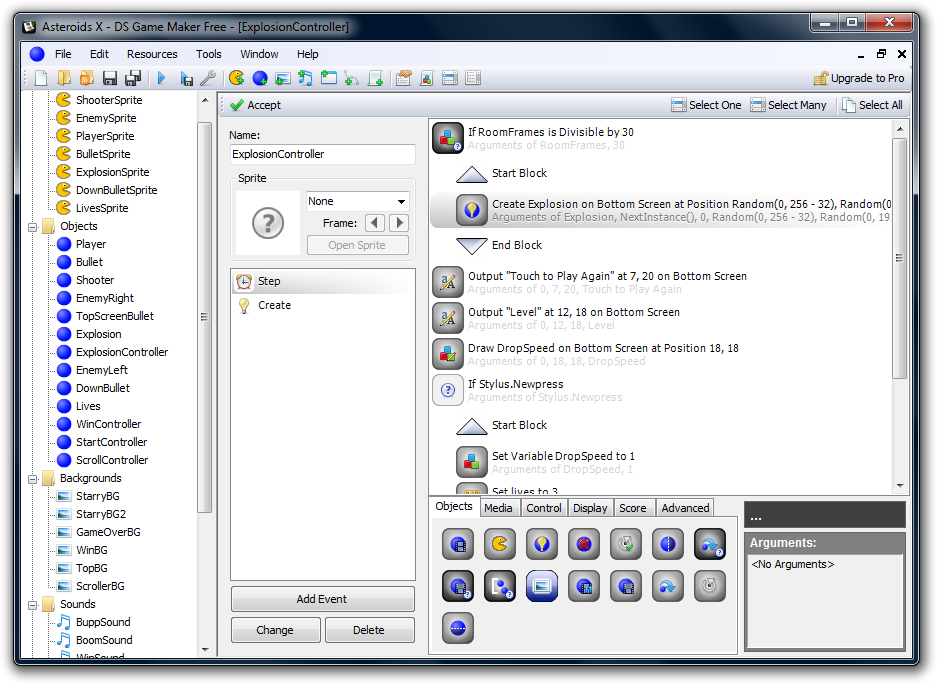 Asteroids X - DS Game Maker Free - [ExplosionController]
File Edit Resources Tools Window Help
Upgrade to Pro
ShooterSprite
EnemySprite
PlayerSprite
BulletSprite
ExplosionSprite
DownBulletSprite
LivesSprite
Objects
Player
Bullet
Shooter
EnemyRight
TopScreenBullet
Explosion
ExplosionController
EnemyLeft
DownBullet
Lives
WinController
StartController
ScrollController
Backgrounds
StarryBG
StarryBG2
GameOverBG
WinBG
TopBG
ScrollerBG
Sounds
BuppSound
BoomSound
WinSound
Accept
Select One Select Many Select All
Name:
ExplosionController
Sprite
None
Frame:
Open Sprite
Step
Create
Add Event
Change Delete
If RoomFrames is Divisible by 30
Arguments of RoomFrames, 30
Start Block
Create Explosion on Bottom Screen at Position Random(0, 256 - 32), Random(0
Arguments of Explosion, NextInstance(), 0, Random(0, 256 - 32), Random(0, 19
End Block
Output "Touch to Play Again" at 7, 20 on Bottom Screen
Arguments of 0, 7, 20, Touch to Play Again
Output "Level" at 12, 18 on Bottom Screen
Arguments of 0, 12, 18, Level
Draw DropSpeed on Bottom Screen at Position 18, 18
Arguments of 0, 18, 18, DropSpeed
If Stylus.Newpress
Arguments of Stylus.Newpress
Start Block
Set Variable DropSpeed to 1
Arguments of DropSpeed, 1
Set lives to 3
Objects Media Control Display Score Advanced
...
Arguments:
<No Arguments>